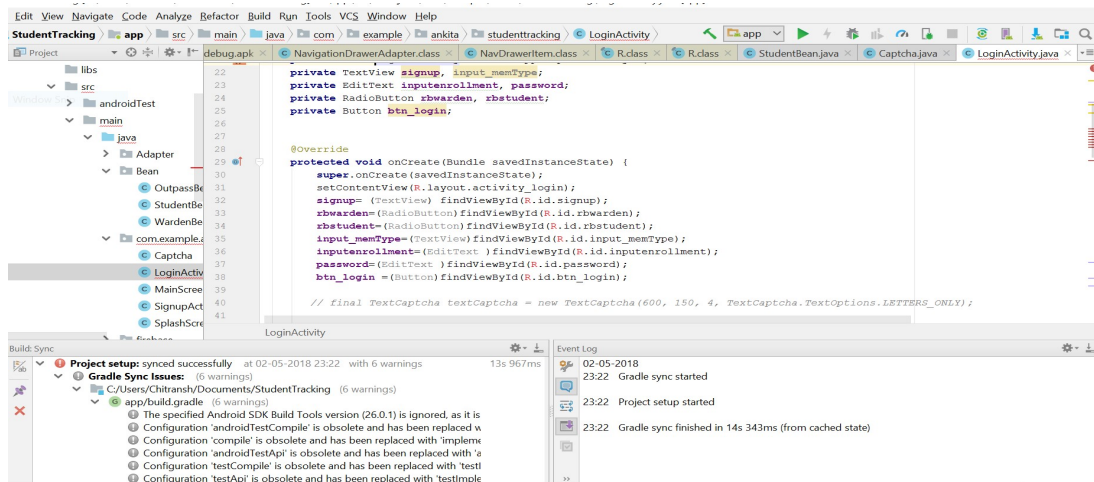 Edit View Navigate Code Analyze Refactor Build Run Tools VCS Window Help
StudentTracking app src main java com example ankita studenttracking LoginActivity app
Project debug.apk NavigationDrawerAdapter.class NavDrawerItem.class R.class R.class StudentBean.java Captcha.java LoginActivity.java
libs
src
androidTest
main
java
Adapter
Bean
OutpassBe
StudentBe
WardenBe
com.example.a
Captcha
LoginActiv
MainScree
SignupAct
SplashScre
firebase
22 private TextView signup, input_memType;
23 private EditText inputenrollment, password;
24 private RadioButton rbwarden, rbstudent;
25 private Button btn_login;
26
27
28 @Override
29 protected void onCreate(Bundle savedInstanceState) {
30 super.onCreate(savedInstanceState);
31 setContentView(R.layout.activity_login);
32 signup= (TextView) findViewById(R.id.signup);
33 rbwarden=(RadioButton)findViewById(R.id.rbwarden);
34 rbstudent=(RadioButton)findViewById(R.id.rbstudent);
35 input_memType=(TextView)findViewById(R.id.input_memType);
36 inputenrollment=(EditText )findViewById(R.id.inputenrollment);
37 password=(EditText )findViewById(R.id.password);
38 btn_login =(Button)findViewById(R.id.btn_login);
39
40 // final TextCaptcha textCaptcha = new TextCaptcha(600, 150, 4, TextCaptcha.TextOptions.LETTERS_ONLY);
41
LoginActivity
Build: Sync
Project setup: synced successfully at 02-05-2018 23:22 with 6 warnings 13s 967ms
Gradle Sync Issues: (6 warnings)
C:/Users/Chitransh/Documents/StudentTracking (6 warnings)
app/build.gradle (6 warnings)
The specified Android SDK Build Tools version (26.0.1) is ignored, as it is
Configuration 'androidTestCompile' is obsolete and has been replaced w
Configuration 'compile' is obsolete and has been replaced with 'impleme
Configuration 'androidTestApi' is obsolete and has been replaced with 'a
Configuration 'testCompile' is obsolete and has been replaced with 'testI
Configuration 'testApi' is obsolete and has been replaced with 'testImple
Event Log
02-05-2018
23:22 Gradle sync started
23:22 Project setup started
23:22 Gradle sync finished in 14s 343ms (from cached state)